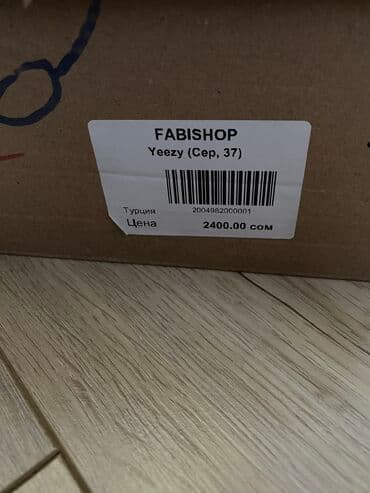 FABISHOP
Yeezy (Сер, 37)
Турция 2004982000001
Цена 2400.00 сом